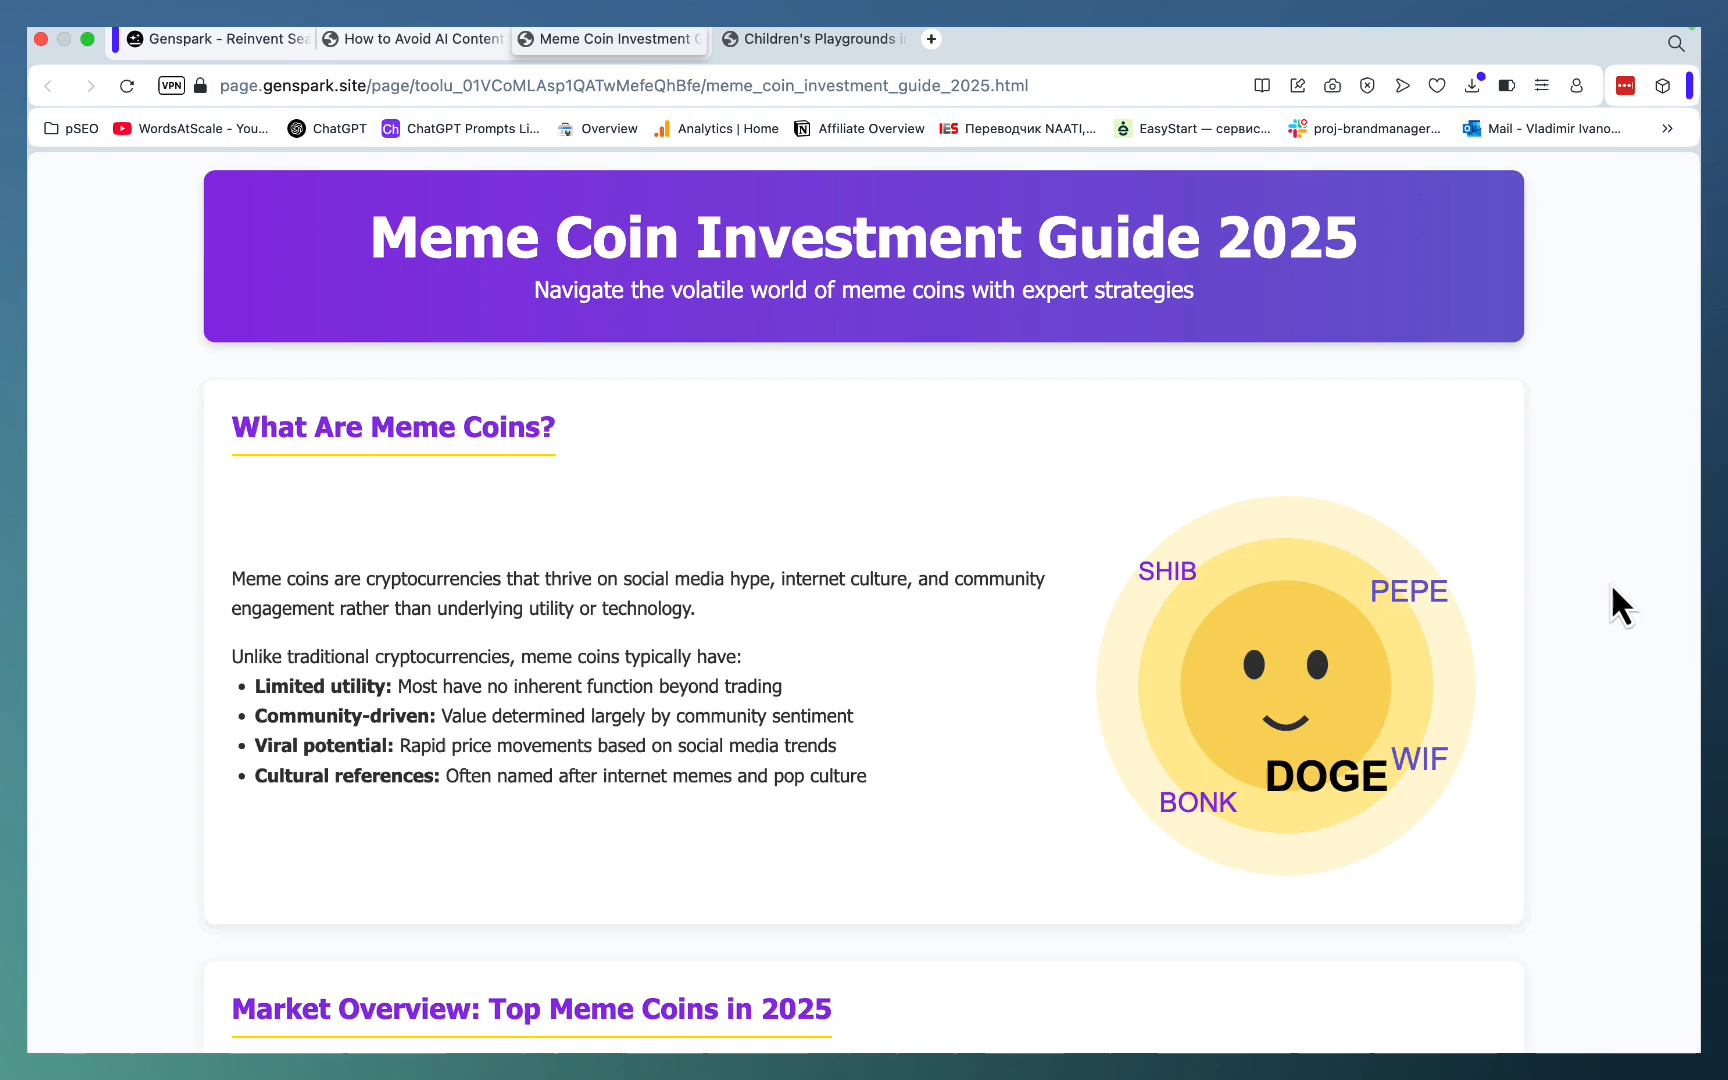 Genspark - Reinvent Sea
How to Avoid AI Content
Meme Coin Investment G
Children's Playgrounds i
VPN
page.genspark.site/page/toolu_01VCoMLAsp1QATwMefeQhBfe/meme_coin_investment_guide_2025.html
pSEO
WordsAtScale - You...
ChatGPT
Ch
ChatGPT Prompts Li...
Overview
Analytics | Home
Affiliate Overview
IES
Переводчик NAATI,...
EasyStart — сервис...
proj-brandmanager...
Mail - Vladimir Ivano...
Meme Coin Investment Guide 2025
Navigate the volatile world of meme coins with expert strategies
What Are Meme Coins?
Meme coins are cryptocurrencies that thrive on social media hype, internet culture, and community
engagement rather than underlying utility or technology.
Unlike traditional cryptocurrencies, meme coins typically have:
• Limited utility: Most have no inherent function beyond trading
• Community-driven: Value determined largely by community sentiment
• Viral potential: Rapid price movements based on social media trends
• Cultural references: Often named after internet memes and pop culture
SHIB
PEPE
WIF
DOGE
BONK
Market Overview: Top Meme Coins in 2025